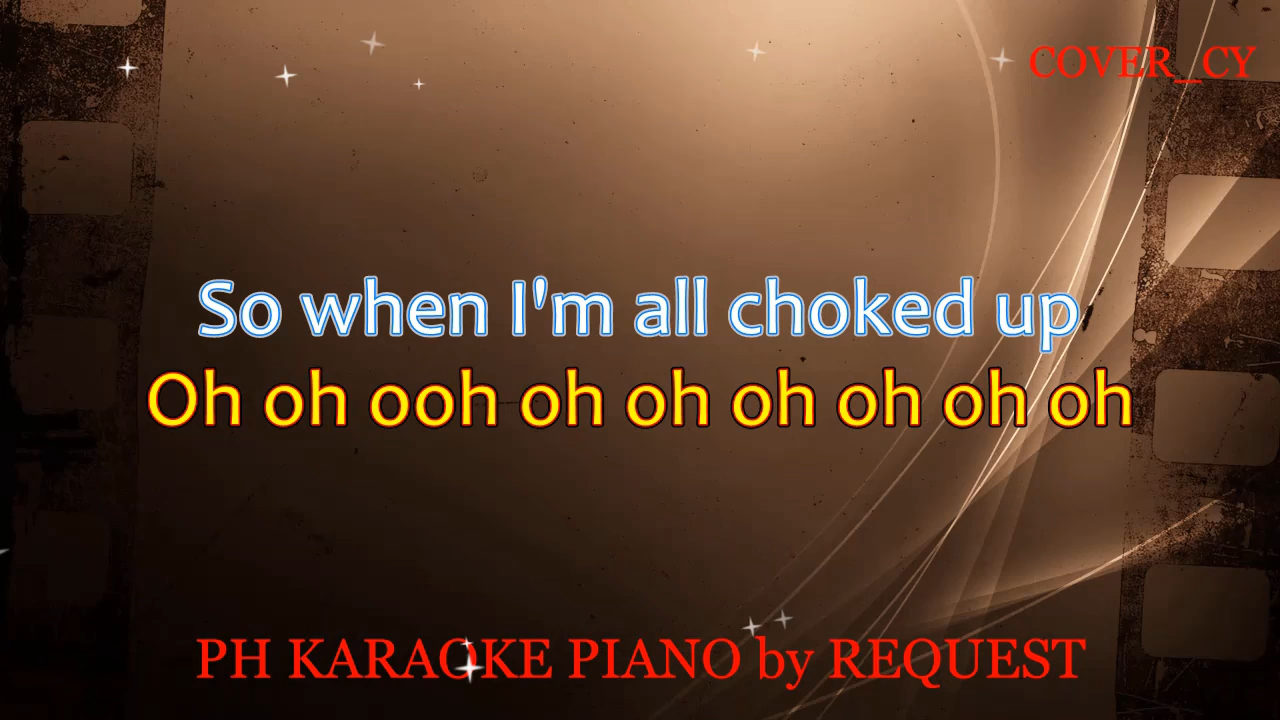 COVER_CY
So when I'm all choked up
Oh oh ooh oh oh oh oh oh oh
PH KARAOKE PIANO by REQUEST